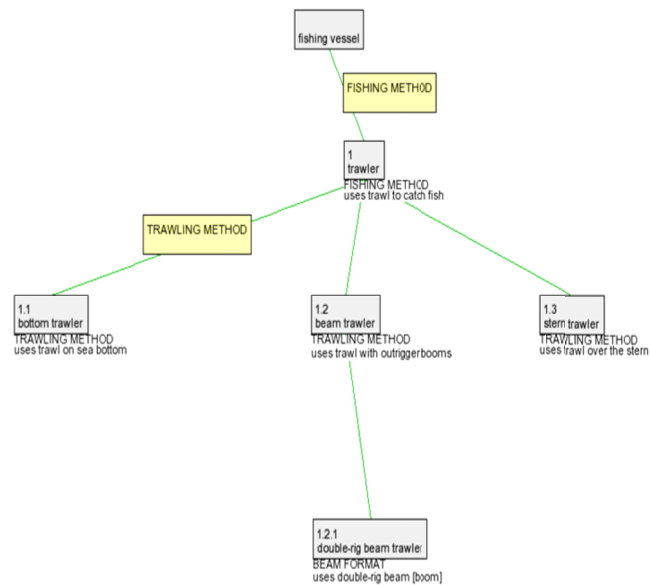 fishing vessel
FISHING METHOD
1
trawler
FISHING METHOD
uses trawl to catch fish
TRAWLING METHOD
1.1
bottom trawler
TRAWLING METHOD
uses trawl on sea bottom
1.2
beam trawler
TRAWLING METHOD
uses trawl with outriggerbooms
1.3
stern trawler
TRAWLING METHOD
uses trawl over the stern
1.2.1
double-rig beam trawler
BEAM FORMAT
uses double-rig beam [boom]